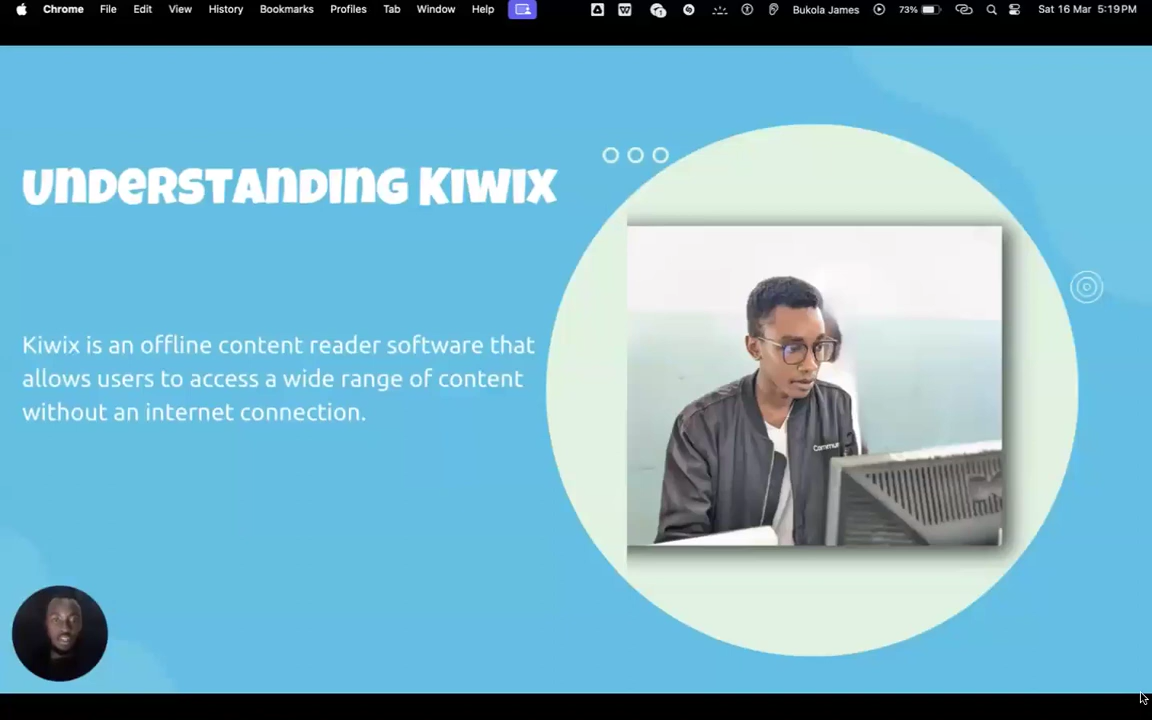 Chrome File Edit View History Bookmarks Profiles Tab Window Help Bukola James 73% Sat 16 Mar 5:19 PM
Understanding Kiwix
Kiwix is an offline content reader software that
allows users to access a wide range of content
without an internet connection.
Commun